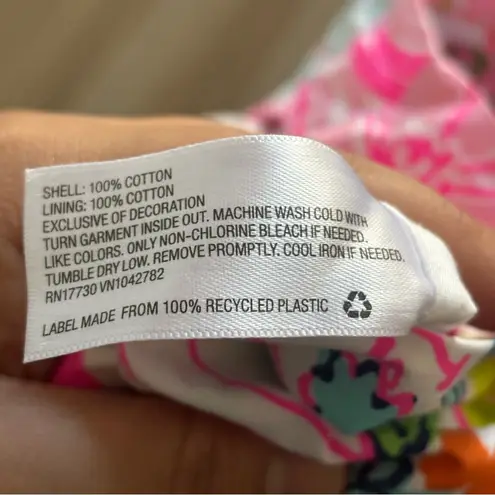 SHELL: 100% COTTON
LINING: 100% COTTON
EXCLUSIVE OF DECORATION
TURN GARMENT INSIDE OUT. MACHINE WASH COLD WITH
LIKE COLORS. ONLY NON-CHLORINE BLEACH IF NEEDED.
TUMBLE DRY LOW. REMOVE PROMPTLY. COOL IRON IF NEEDED.
RN17730 VN1042782
LABEL MADE FROM 100% RECYCLED PLASTIC